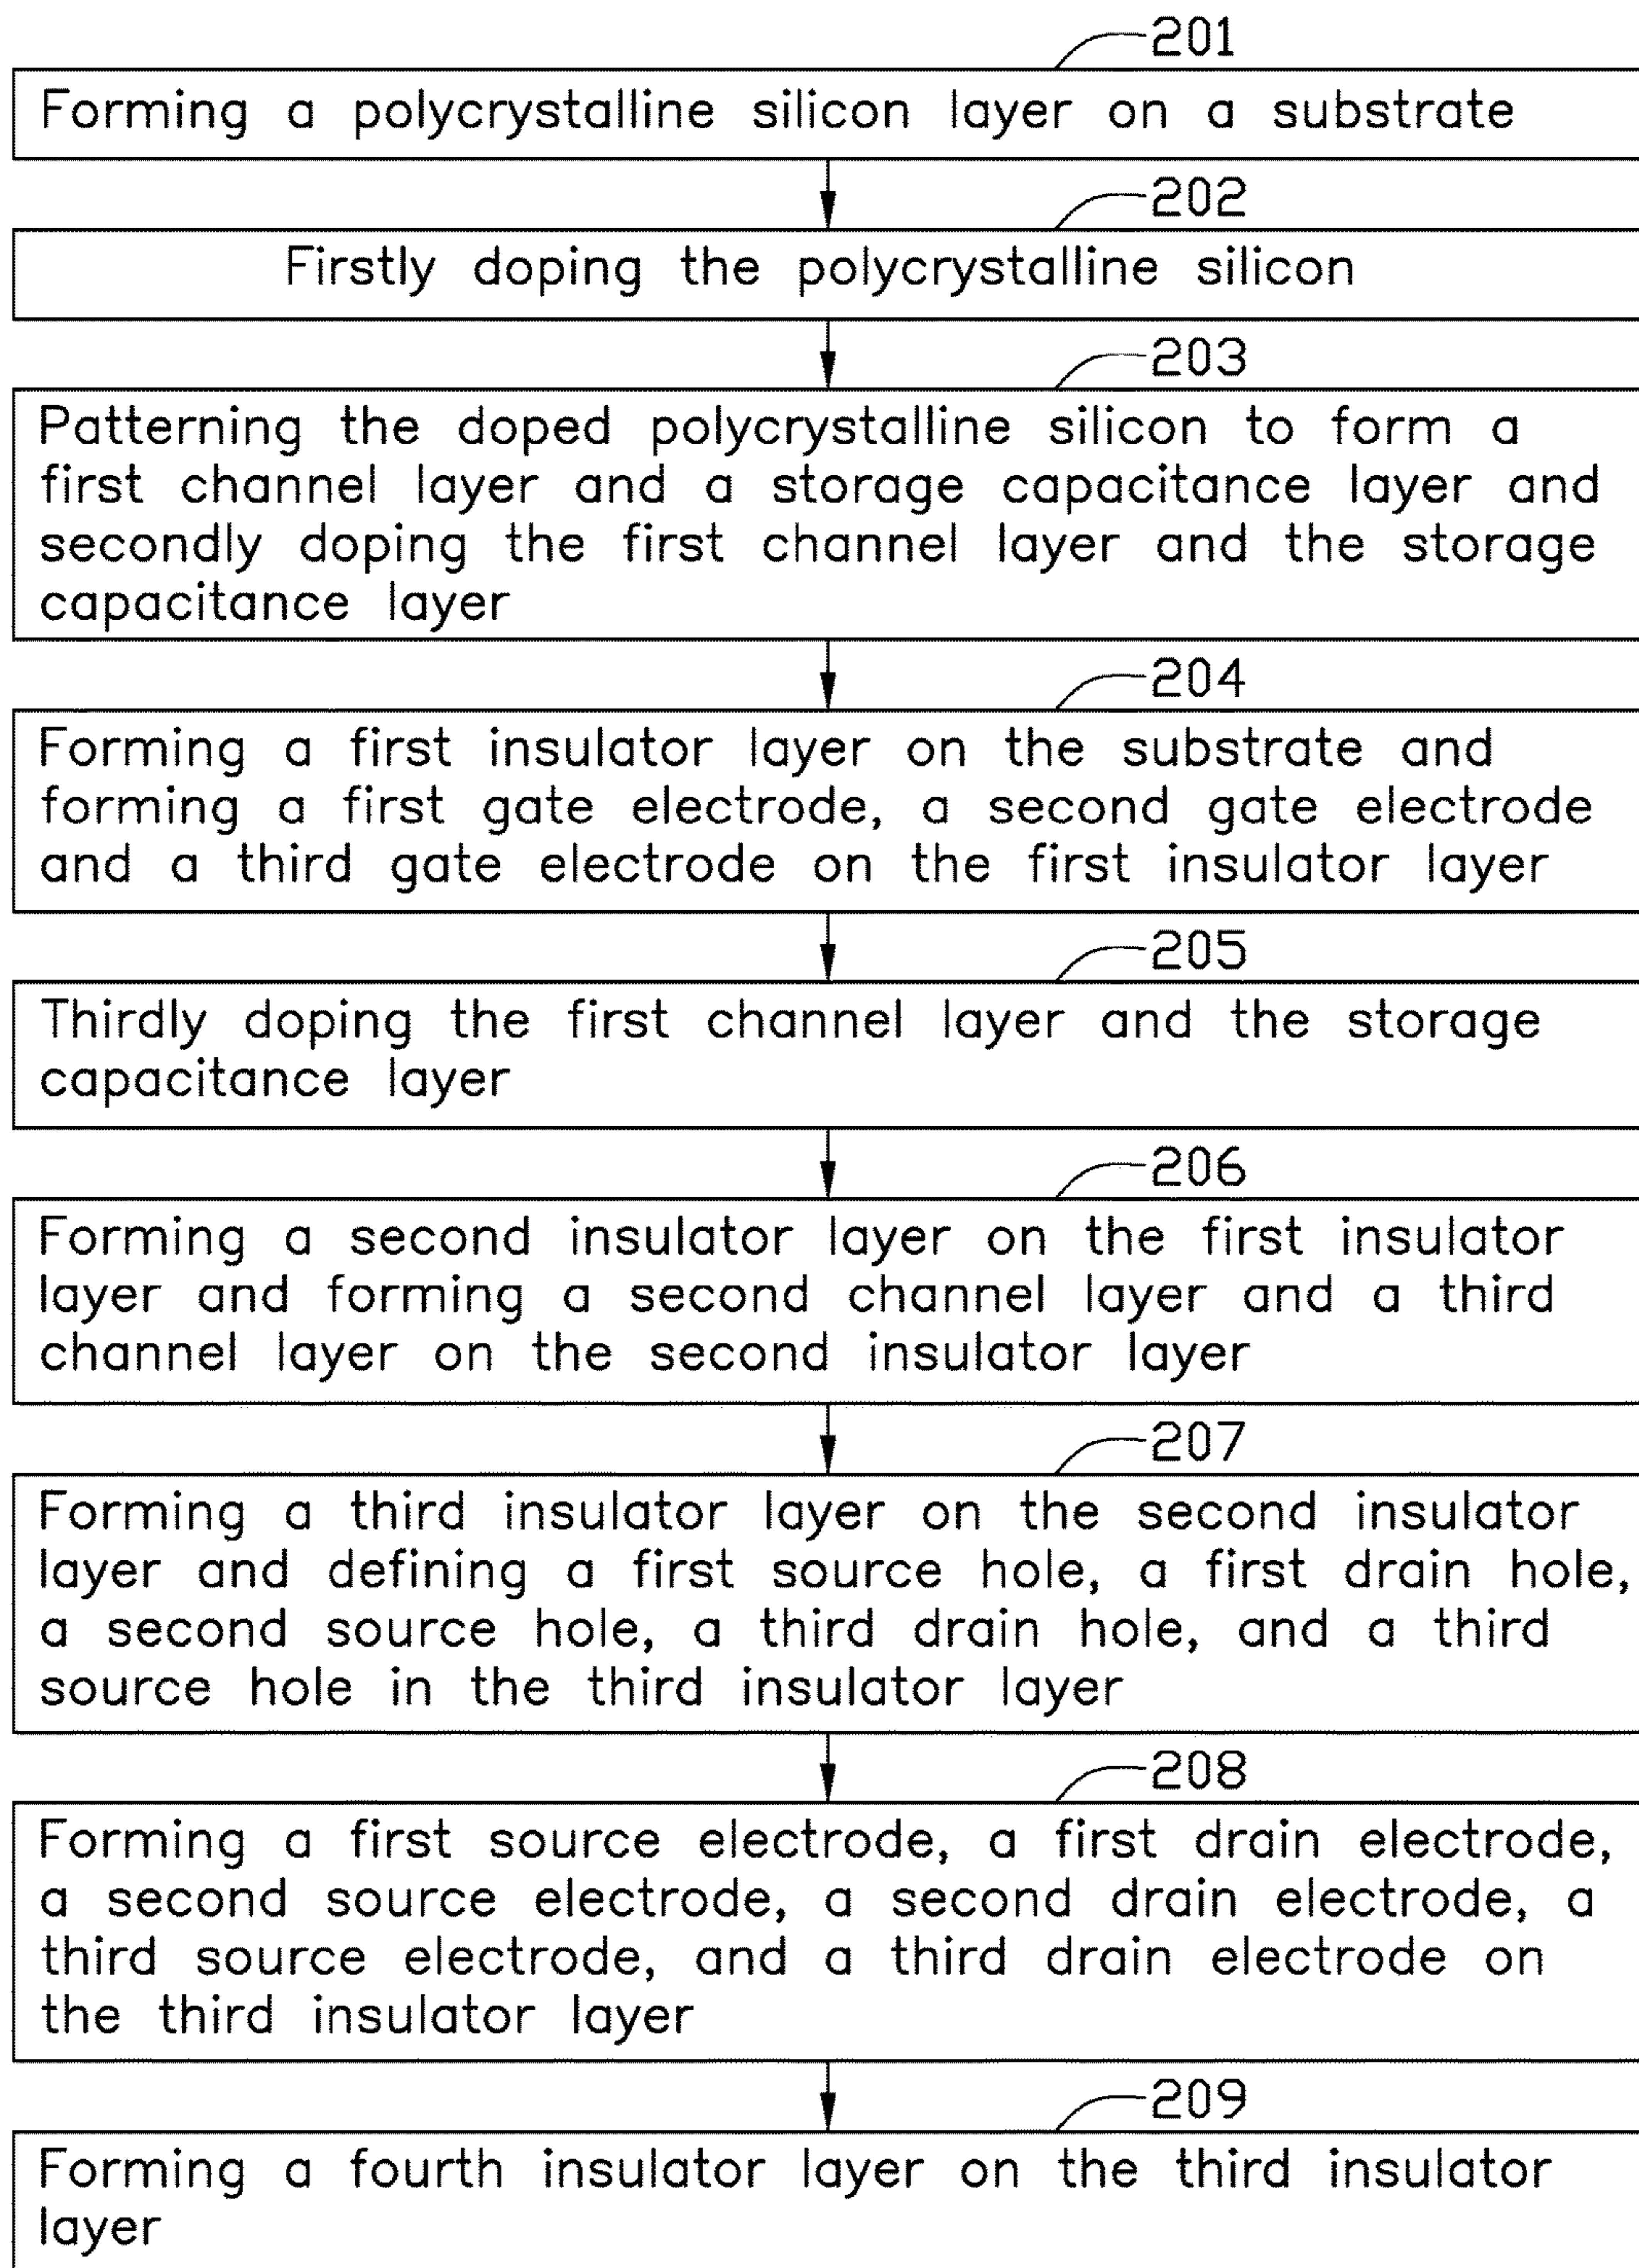 201
Forming a polycrystalline silicon layer on a substrate
202
Firstly doping the polycrystalline silicon
203
Patterning the doped polycrystalline silicon to form a
first channel layer and a storage capacitance layer and
secondly doping the first channel layer and the storage
capacitance layer
204
Forming a first insulator layer on the substrate and
forming a first gate electrode, a second gate electrode
and a third gate electrode on the first insulator layer
205
Thirdly doping the first channel layer and the storage
capacitance layer
206
Forming a second insulator layer on the first insulator
layer and forming a second channel layer and a third
channel layer on the second insulator layer
207
Forming a third insulator layer on the second insulator
layer and defining a first source hole, a first drain hole,
a second source hole, a third drain hole, and a third
source hole in the third insulator layer
208
Forming a first source electrode, a first drain electrode,
a second source electrode, a second drain electrode, a
third source electrode, and a third drain electrode on
the third insulator layer
209
Forming a fourth insulator layer on the third insulator
layer